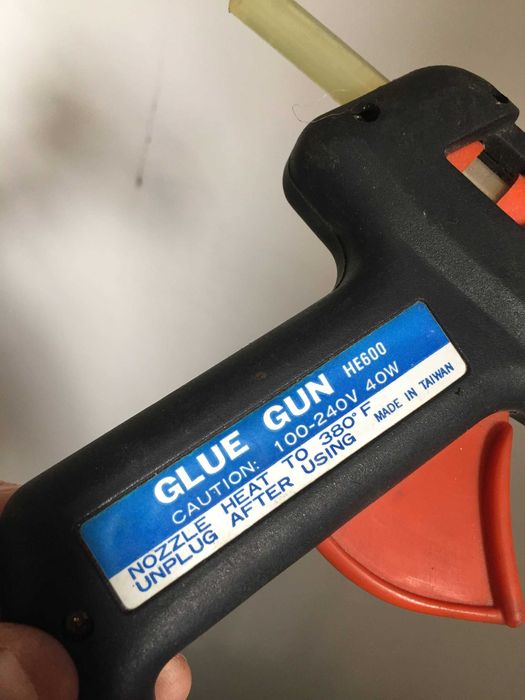 GLUE GUN HE600
CAUTION: 100-240V 40W
NOZZLE HEAT TO 380°F
UNPLUG AFTER USING MADE IN TAIWAN